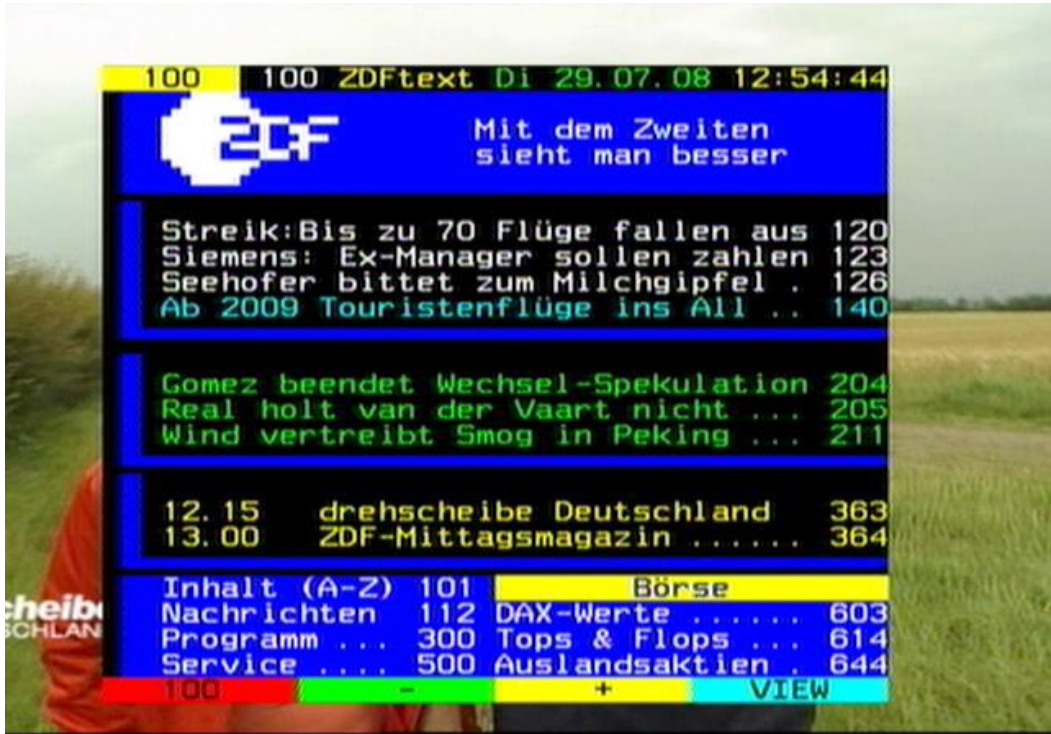 100 100 ZDFtext Di 29.07.08 12:54:44
ZDF
Mit dem Zweiten
sieht man besser
Streik:Bis zu 70 Flüge fallen aus 120
Siemens: Ex-Manager sollen zahlen 123
Seehofer bittet zum Milchgipfel . 126
Ab 2009 Touristenflüge ins All .. 140
Gomez beendet Wechsel-Spekulation 204
Real holt van der Vaart nicht ... 205
Wind vertreibt Smog in Peking ... 211
12.15 drehscheibe Deutschland 363
13.00 ZDF-Mittagsmagazin ...... 364
Inhalt (A-Z) 101 Börse
Nachrichten 112 DAX-Werte ...... 603
Programm ... 300 Tops & Flops ... 614
Service .... 500 Auslandsaktien . 644
cheib
SCHLAN
100 - + VIEW